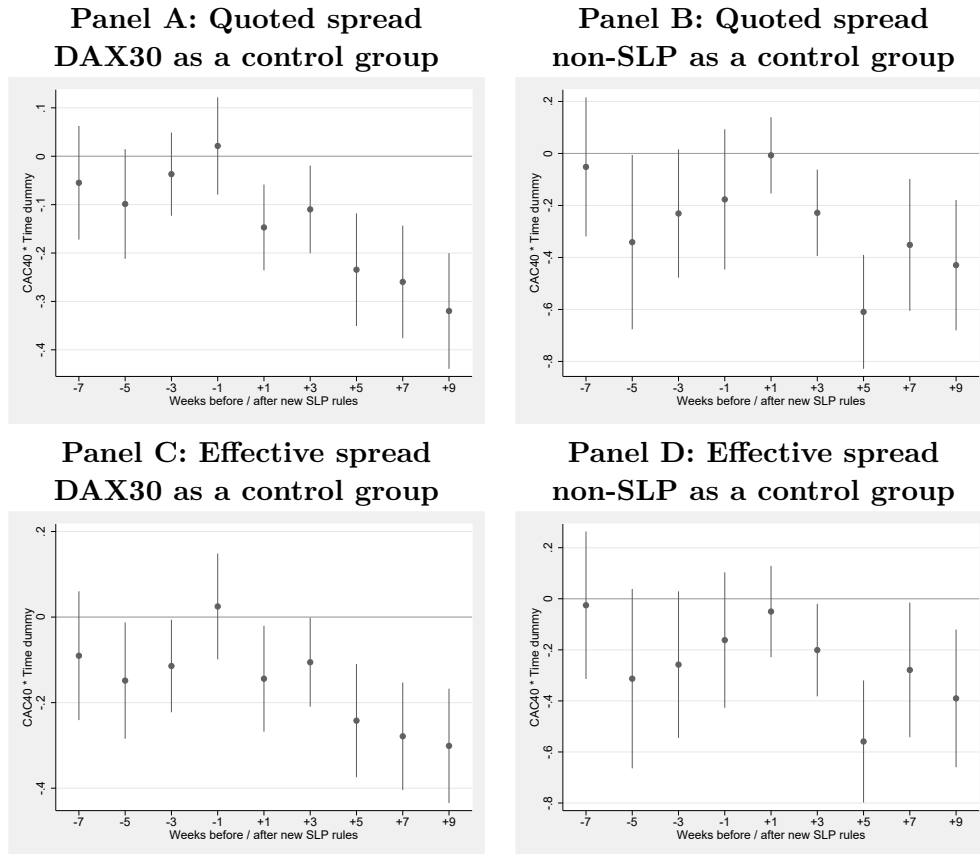 Panel A: Quoted spread
DAX30 as a control group
CAC40 * Time dummy
.1
0
-.1
-.2
-.3
-.4
-7 -5 -3 -1 +1 +3 +5 +7 +9
Weeks before / after new SLP rules
Panel B: Quoted spread
non-SLP as a control group
CAC40 * Time dummy
.2
0
-.2
-.4
-.6
-.8
-7 -5 -3 -1 +1 +3 +5 +7 +9
Weeks before / after new SLP rules
Panel C: Effective spread
DAX30 as a control group
CAC40 * Time dummy
.2
0
-.2
-.4
-7 -5 -3 -1 +1 +3 +5 +7 +9
Weeks before / after new SLP rules
Panel D: Effective spread
non-SLP as a control group
CAC40 * Time dummy
.2
0
-.2
-.4
-.6
-.8
-7 -5 -3 -1 +1 +3 +5 +7 +9
Weeks before / after new SLP rules